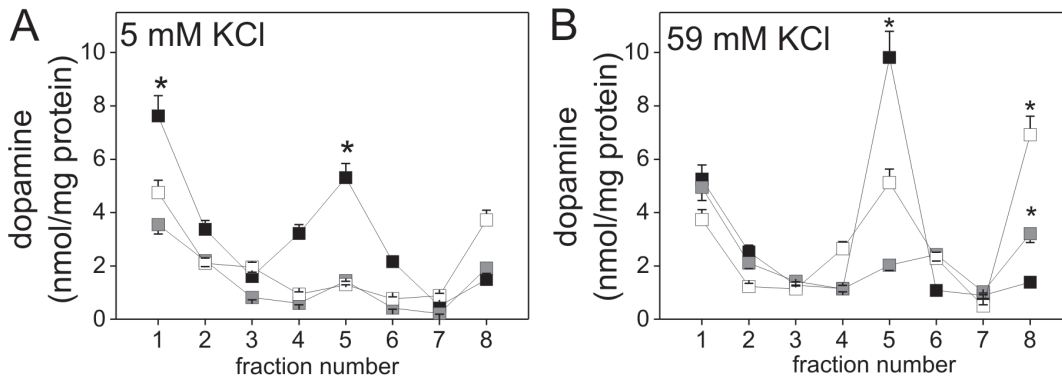 A
5 mM KCl
dopamine
(nmol/mg protein)
10
8
6
4
2
0
*
*
1 2 3 4 5 6 7 8
fraction number
B
59 mM KCl
dopamine
(nmol/mg protein)
10
8
6
4
2
0
*
*
*
1 2 3 4 5 6 7 8
fraction number